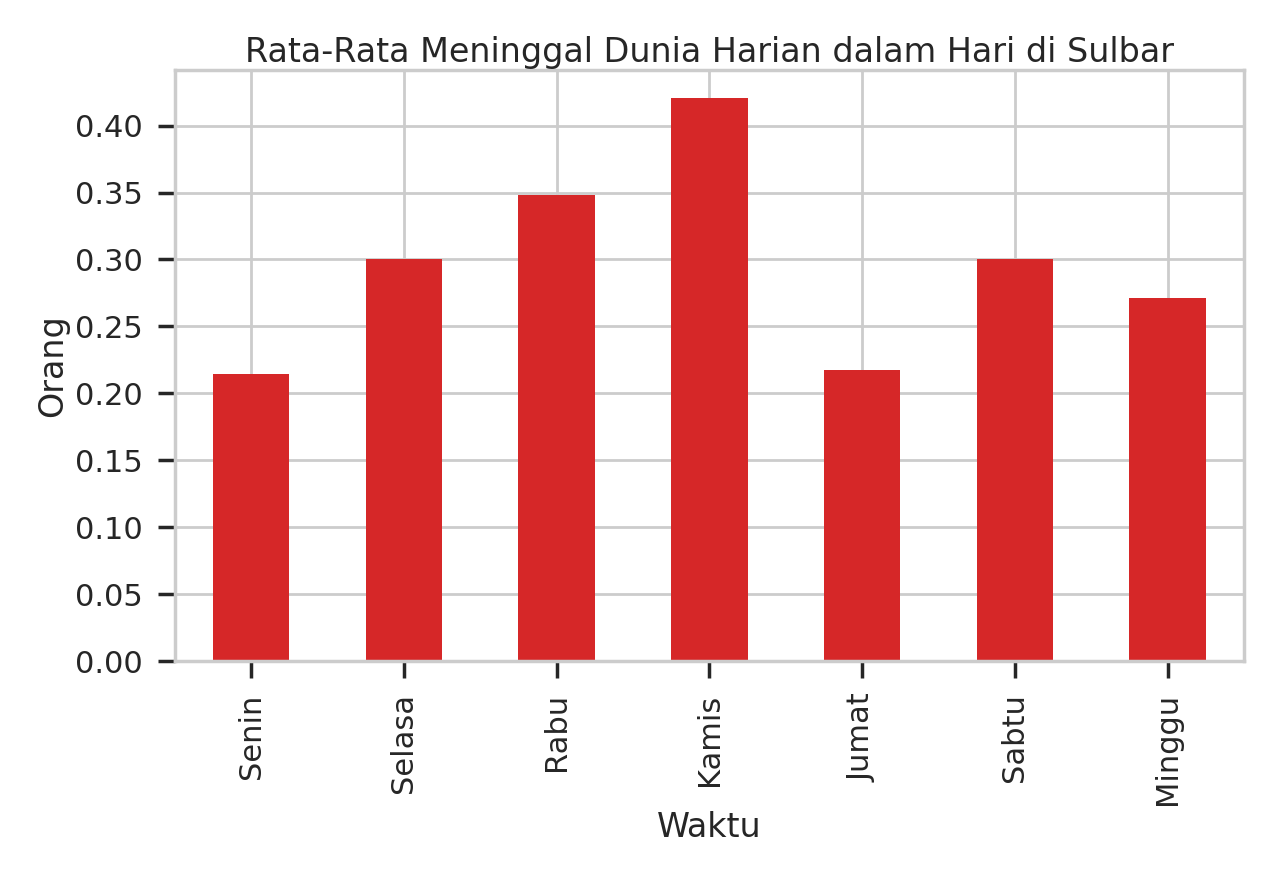 Rata-Rata Meninggal Dunia Harian dalam Hari di Sulbar
Orang
0.40
0.35
0.30
0.25
0.20
0.15
0.10
0.05
0.00
Senin
Selasa
Rabu
Kamis
Jumat
Sabtu
Minggu
Waktu